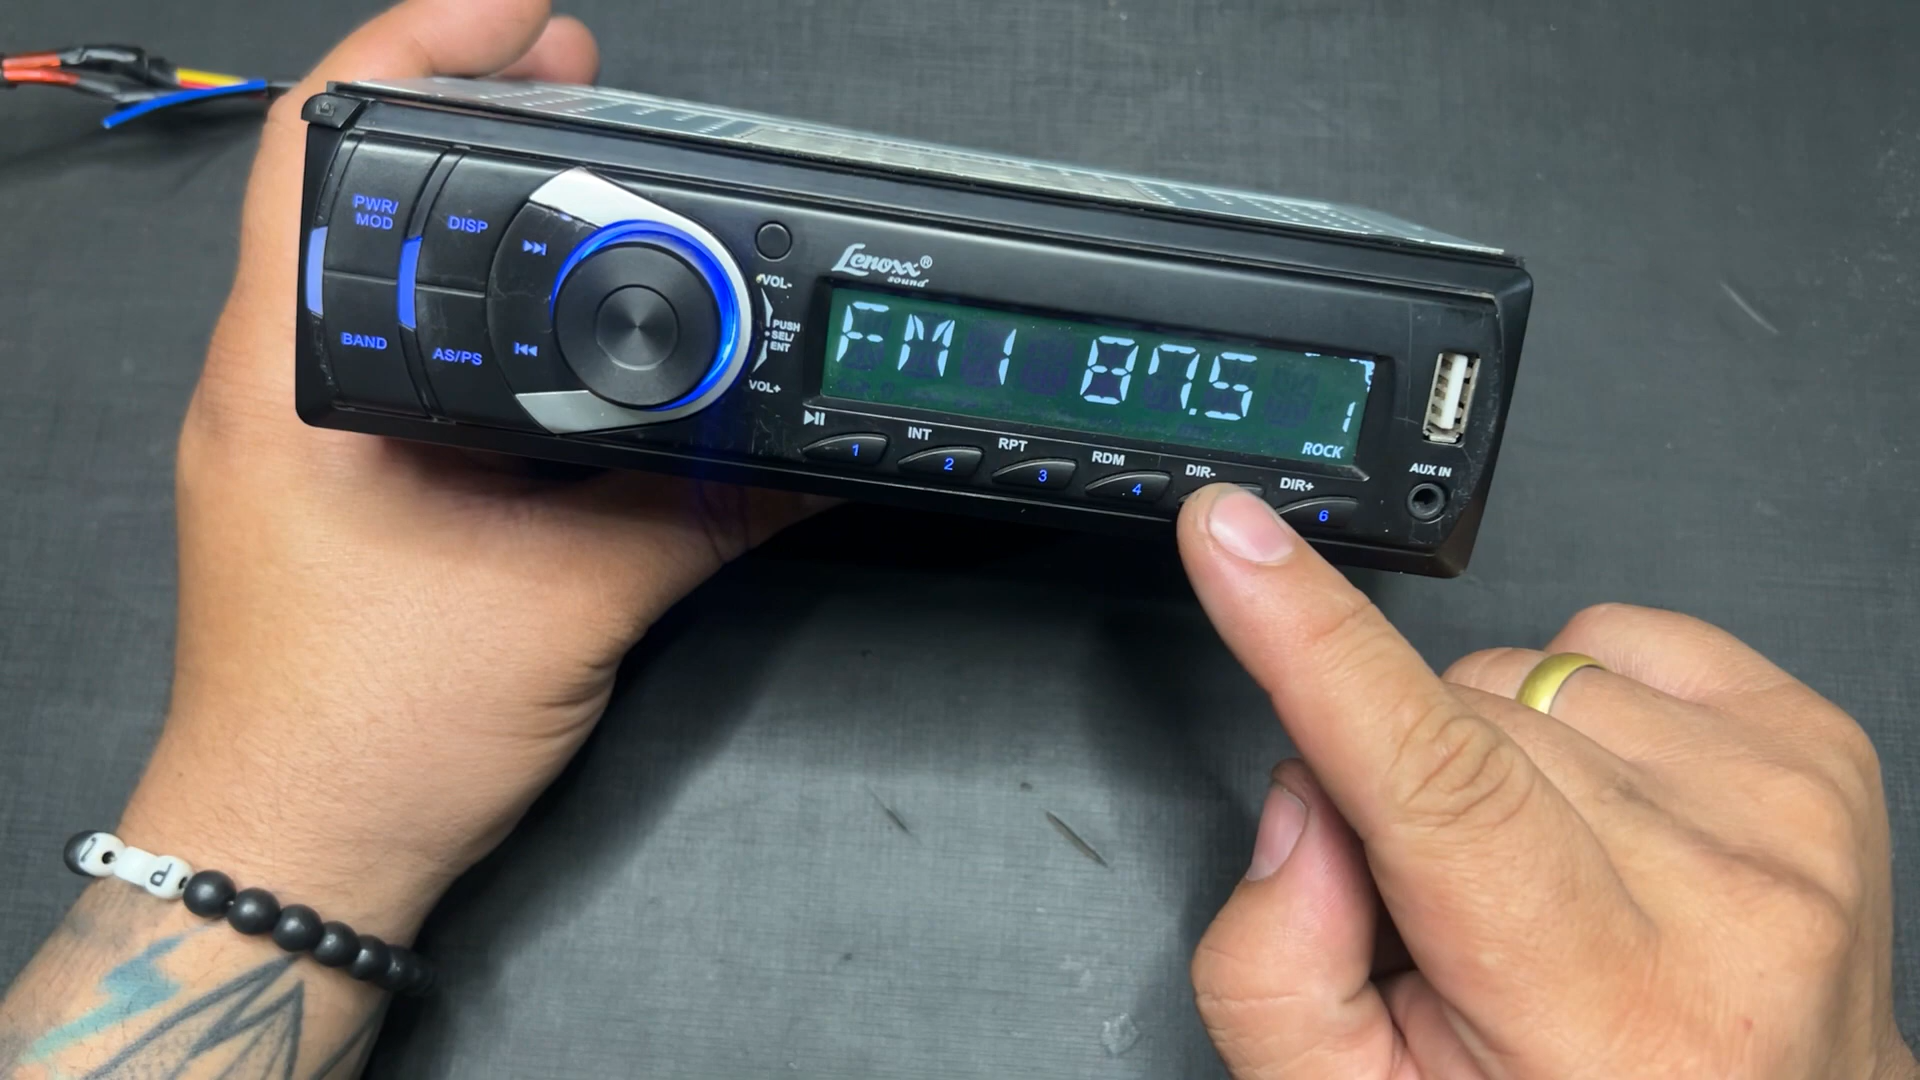 PWR/
MOD
DISP
BAND
AS/PS
VOL-
PUSH
SEL/
ENT
VOL+
Lenoxx®
sound
FM1 87.5
1
ROCK
INT
RPT
RDM
DIR-
DIR+
1
2
3
4
6
AUX IN
P